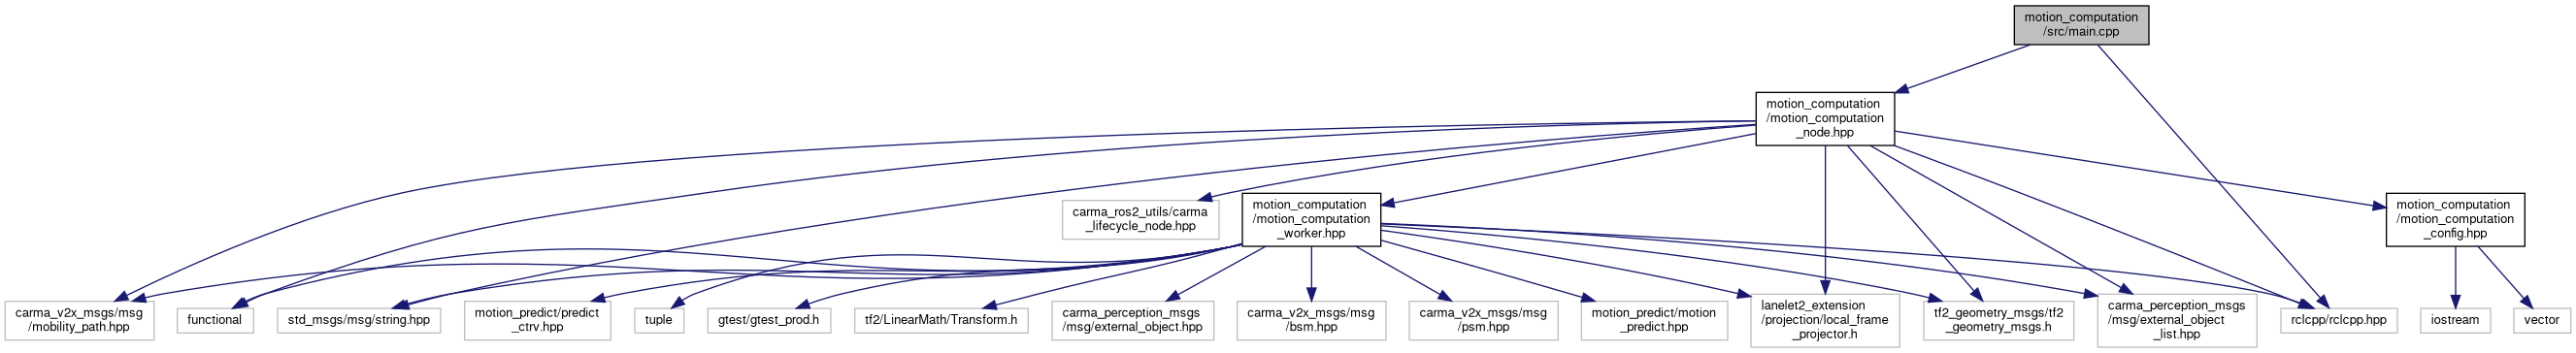 motion_computation
/src/main.cpp
motion_computation
/motion_computation
_node.hpp
carma_ros2_utils/carma
_lifecycle_node.hpp
motion_computation
/motion_computation
_worker.hpp
motion_computation
/motion_computation
_config.hpp
carma_v2x_msgs/msg
/mobility_path.hpp
functional
std_msgs/msg/string.hpp
motion_predict/predict
_ctrv.hpp
tuple
gtest/gtest_prod.h
tf2/LinearMath/Transform.h
carma_perception_msgs
/msg/external_object.hpp
carma_v2x_msgs/msg
/bsm.hpp
carma_v2x_msgs/msg
/psm.hpp
motion_predict/motion
_predict.hpp
lanelet2_extension
/projection/local_frame
_projector.h
tf2_geometry_msgs/tf2
_geometry_msgs.h
carma_perception_msgs
/msg/external_object
_list.hpp
rclcpp/rclcpp.hpp
iostream
vector